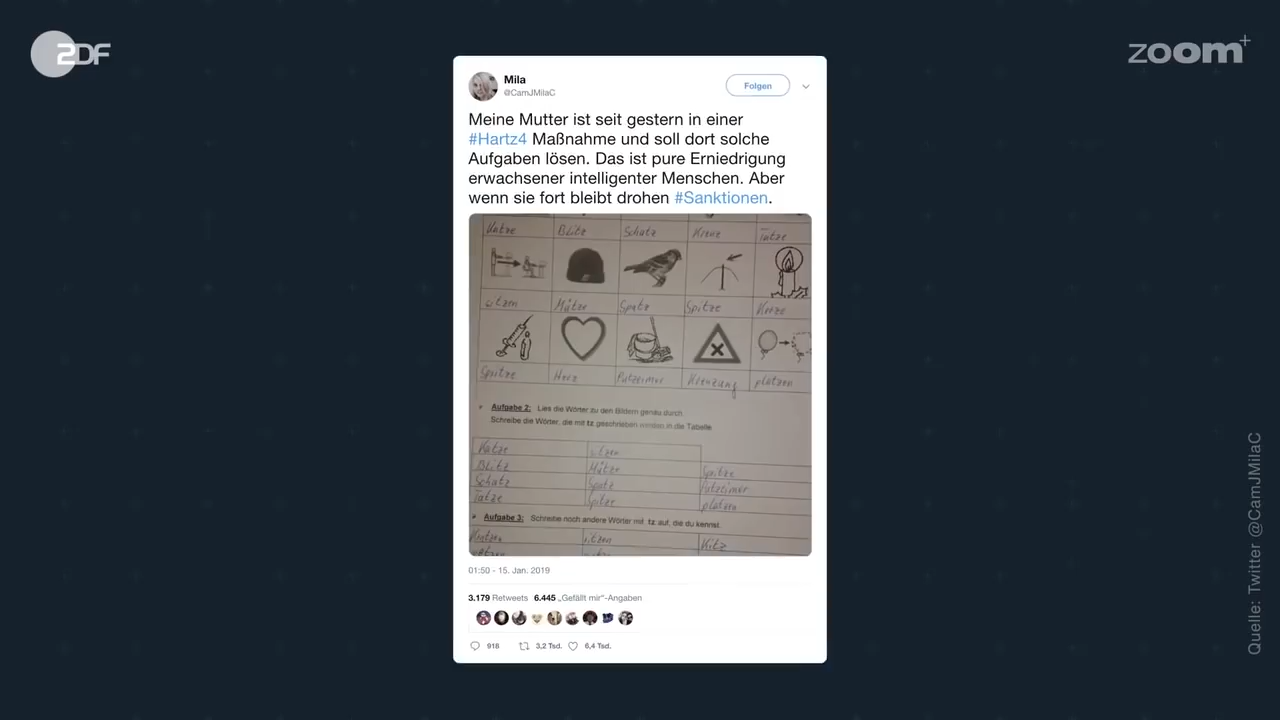 ZDF
zoom+
Mila
@CamJMilaC
Folgen
Meine Mutter ist seit gestern in einer
#Hartz4 Maßnahme und soll dort solche
Aufgaben lösen. Das ist pure Erniedrigung
erwachsener intelligenter Menschen. Aber
wenn sie fort bleibt drohen #Sanktionen.
Katze Blitz Schatz Kreuz Tatze
sitzen Mütze Spatz Spitze Kerze
Spritze Herz Putzeimer Kreuzung platzen
Aufgabe 2: Lies die Wörter zu den Bildern genau durch.
Schreibe die Wörter, die mit tz geschrieben werden in die Tabelle
Katze sitzen
Blitz Mütze Spritze
Schatz Spatz Putzeimer
Tatze Spitze platzen
Aufgabe 3: Schreibe noch andere Wörter mit tz auf, die du kennst.
Kitz
01:50 - 15. Jan. 2019
3.179 Retweets 6.445 „Gefällt mir“-Angaben
918 3,2 Tsd. 6,4 Tsd.
Quelle: Twitter @CamJMilaC